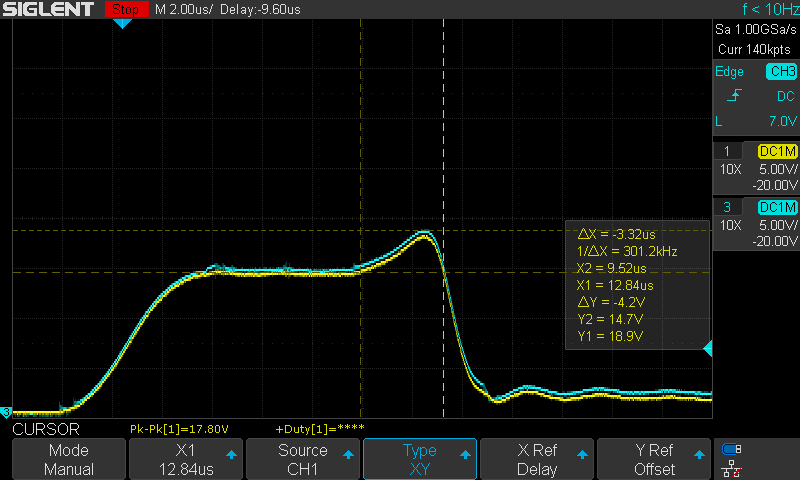 SIGLENT Stop M 2.00us/ Delay:-9.60us f < 10Hz
Sa 1.00GSa/s
Curr 140kpts
Edge CH3
DC
L 7.0V
1 DC1M
10X 5.00V/
-20.00V
3 DC1M
10X 5.00V/
-20.00V
ΔX = -3.32us
1/ΔX = 301.2kHz
X2 = 9.52us
X1 = 12.84us
ΔY = -4.2V
Y2 = 14.7V
Y1 = 18.9V
3
CURSOR Pk-Pk[1]=17.80V +Duty[1]=****
Mode X1 Source Type X Ref Y Ref
Manual 12.84us CH1 XY Delay Offset